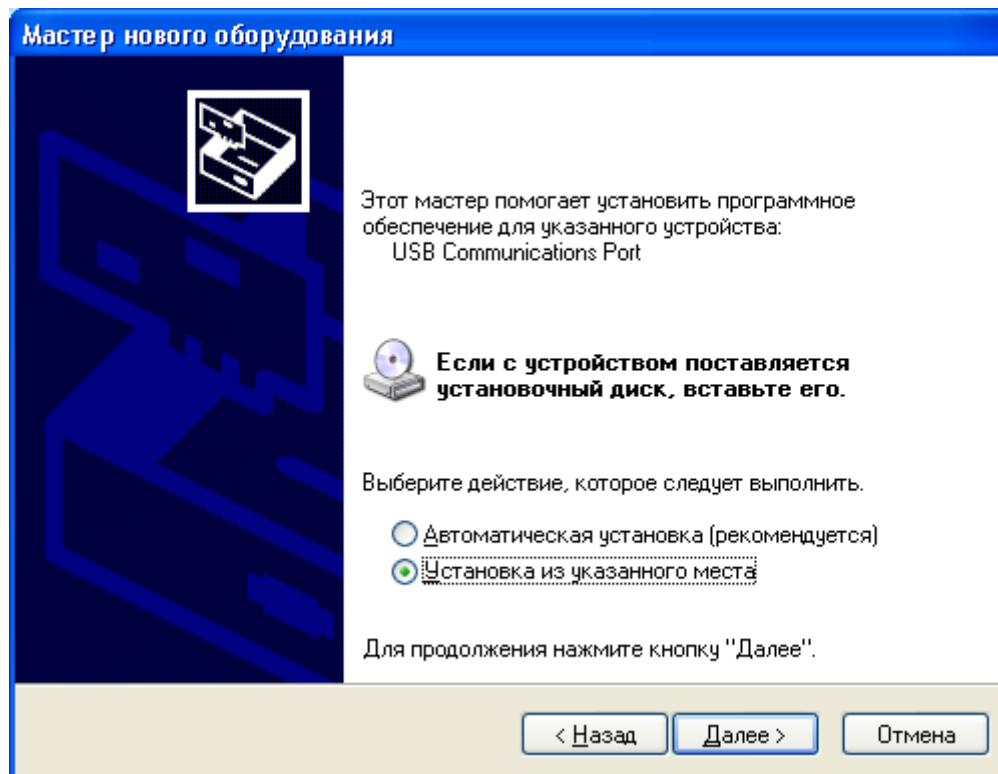 Мастер нового оборудования
Этот мастер помогает установить программное
обеспечение для указанного устройства:
USB Communications Port
Если с устройством поставляется
установочный диск, вставьте его.
Выберите действие, которое следует выполнить.
Автоматическая установка (рекомендуется)
Установка из указанного места
Для продолжения нажмите кнопку "Далее".
< Назад
Далее >
Отмена